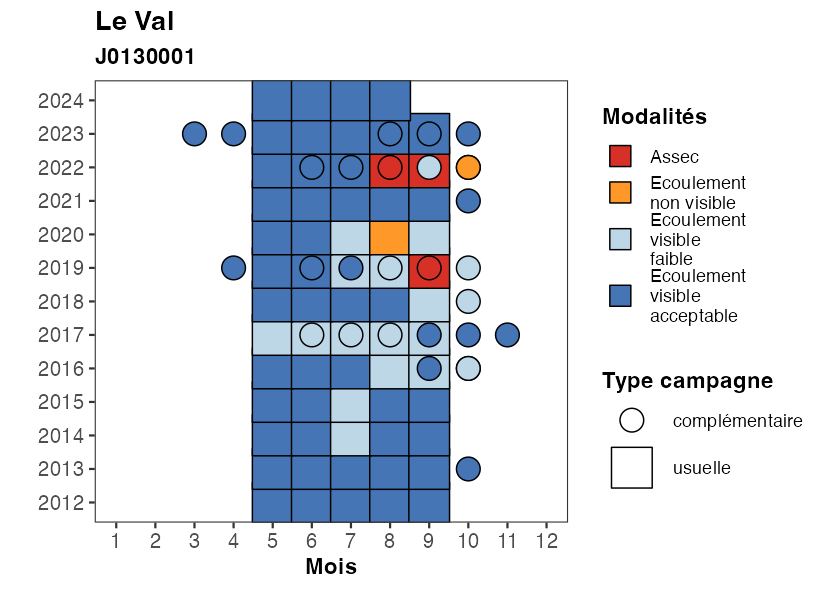 Le Val
J0130001
2024
2023
2022
2021
2020
2019
2018
2017
2016
2015
2014
2013
2012
1 2 3 4 5 6 7 8 9 10 11 12
Mois
Modalités
Assec
Ecoulement
non visible
Ecoulement
visible
faible
Ecoulement
visible
acceptable
Type campagne
complémentaire
usuelle